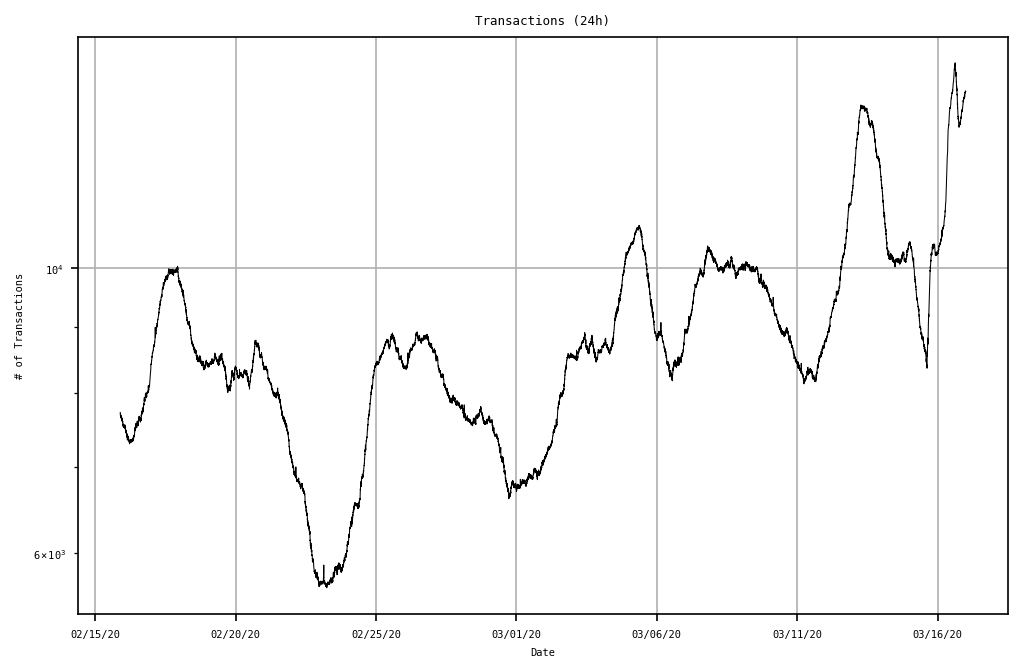 Transactions (24h)
# of Transactions
10⁴
6×10³
02/15/20 02/20/20 02/25/20 03/01/20 03/06/20 03/11/20 03/16/20
Date